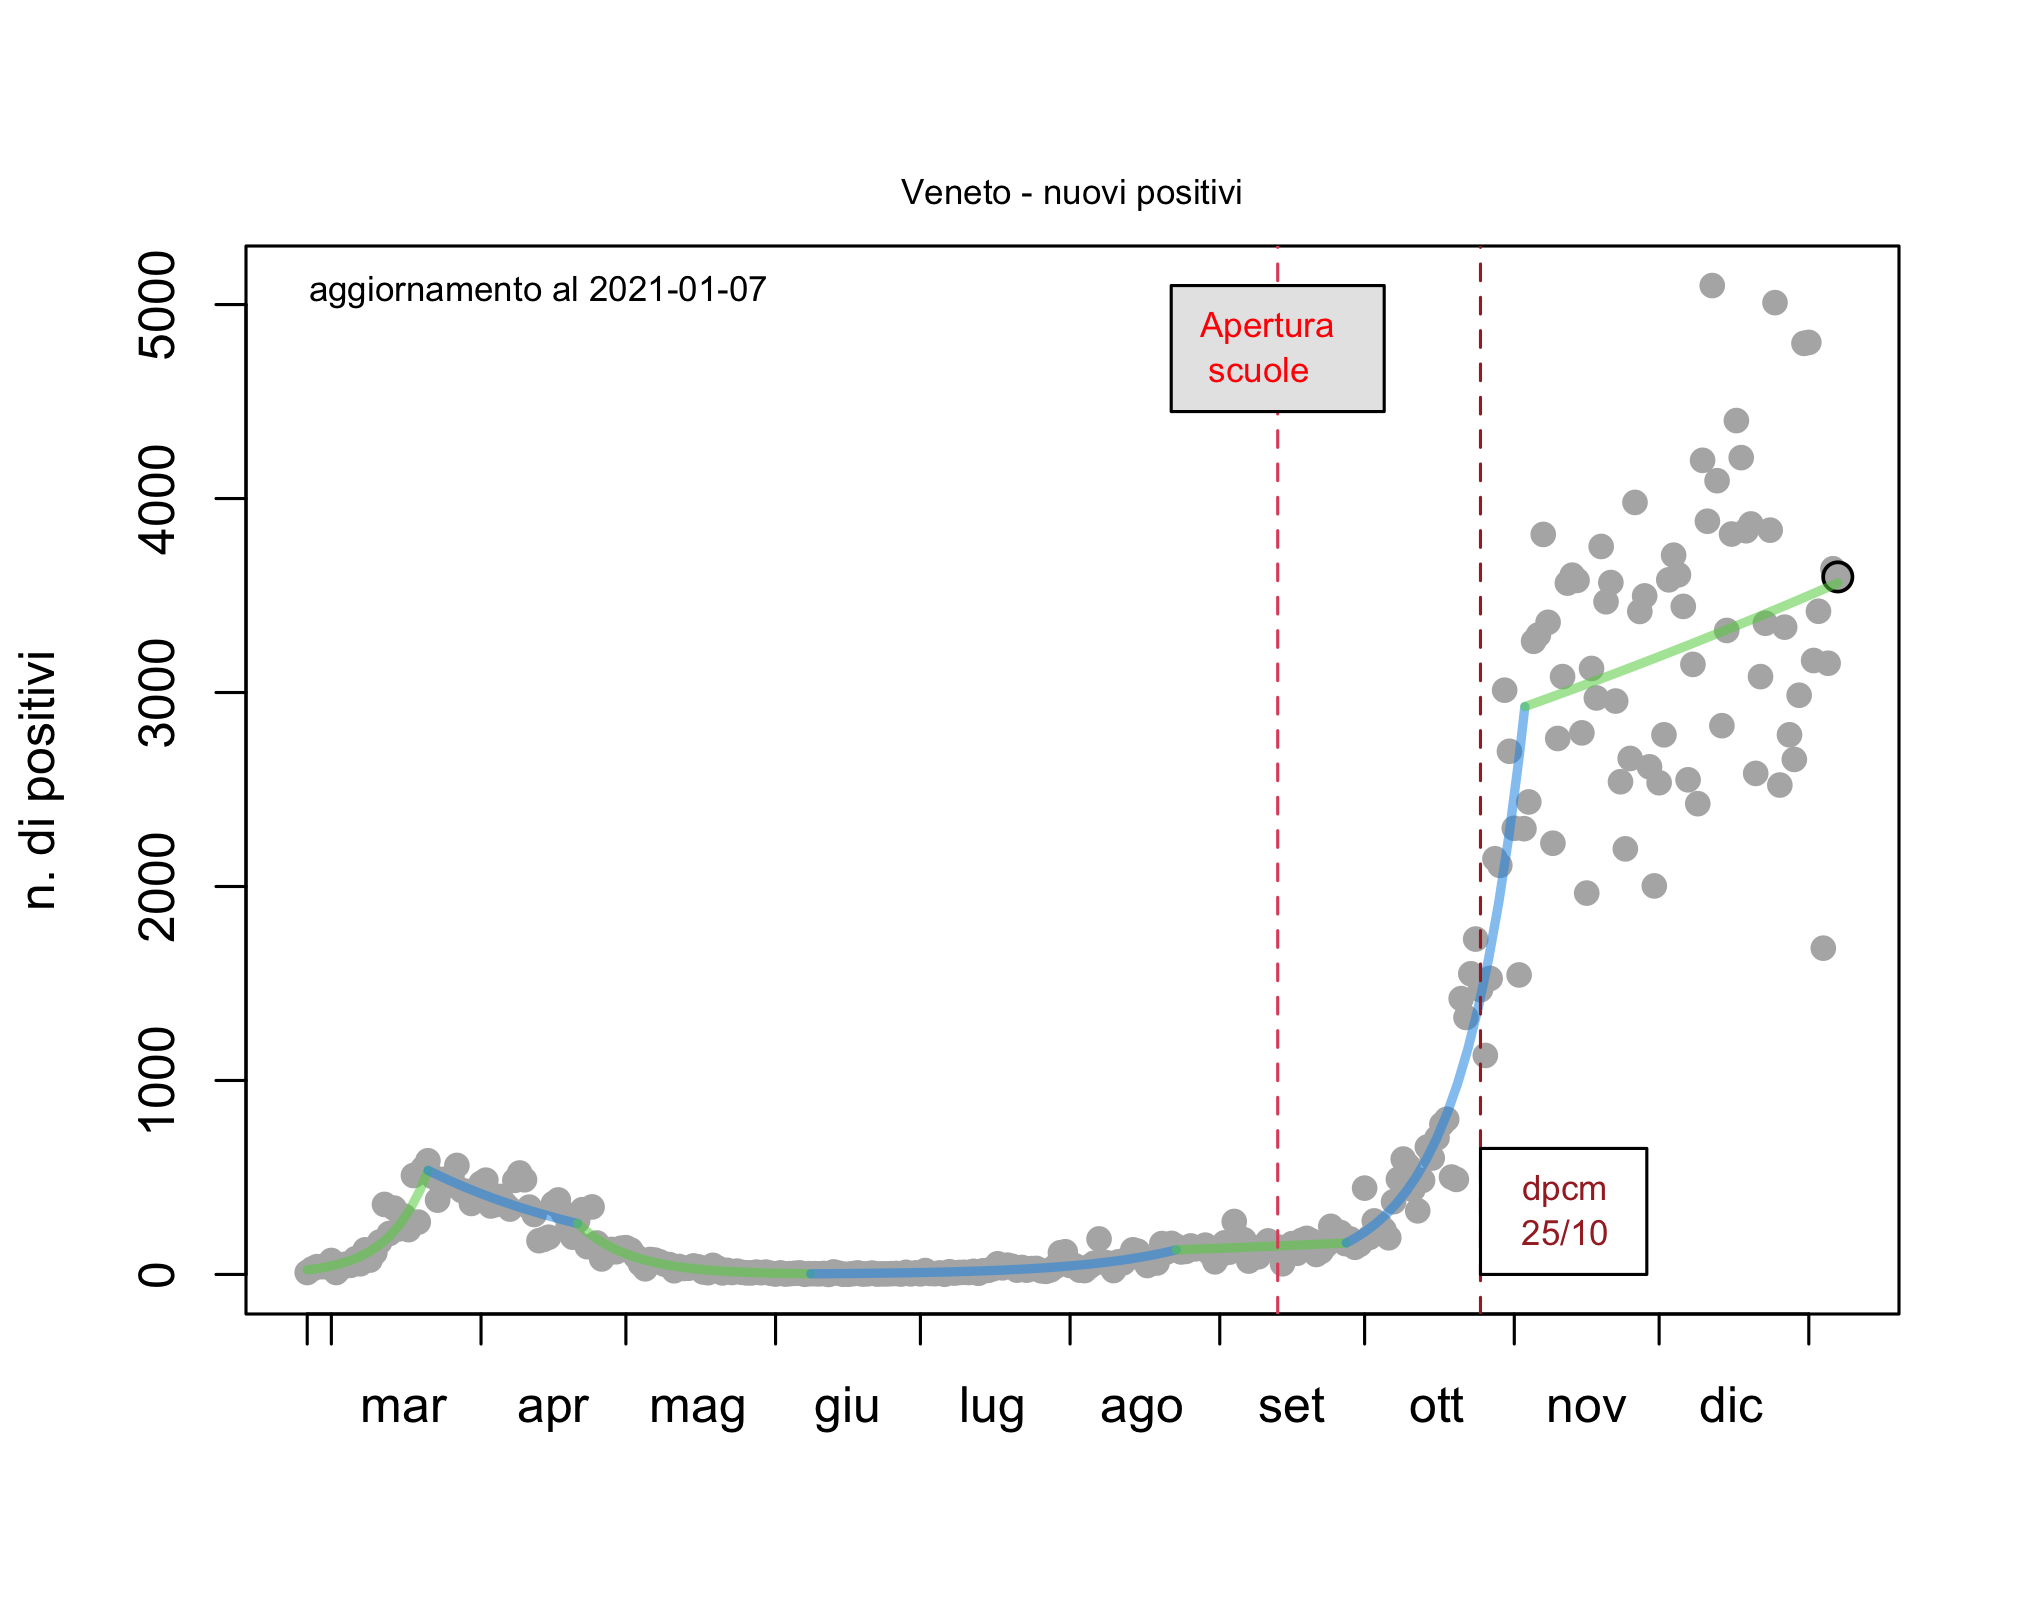 Veneto - nuovi positivi
aggiornamento al 2021-01-07
Apertura
scuole
dpcm
25/10
n. di positivi
5000
4000
3000
2000
1000
0
mar apr mag giu lug ago set ott nov dic